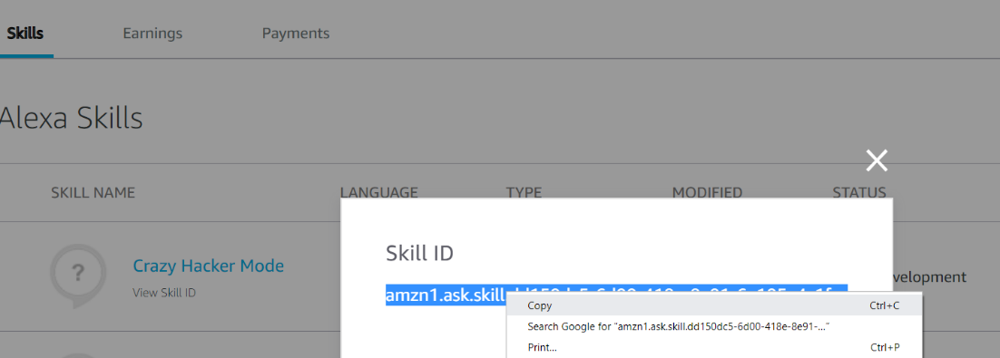 Skills Earnings Payments
Alexa Skills
SKILL NAME LANGUAGE TYPE MODIFIED STATUS
Skill ID
?
Crazy Hacker Mode
velopment
View Skill ID
amzn1.ask.skill
Copy Ctrl+C
Search Google for "amzn1.ask.skill.dd150dc5-6d00-418e-8e91-..."
Print... Ctrl+P